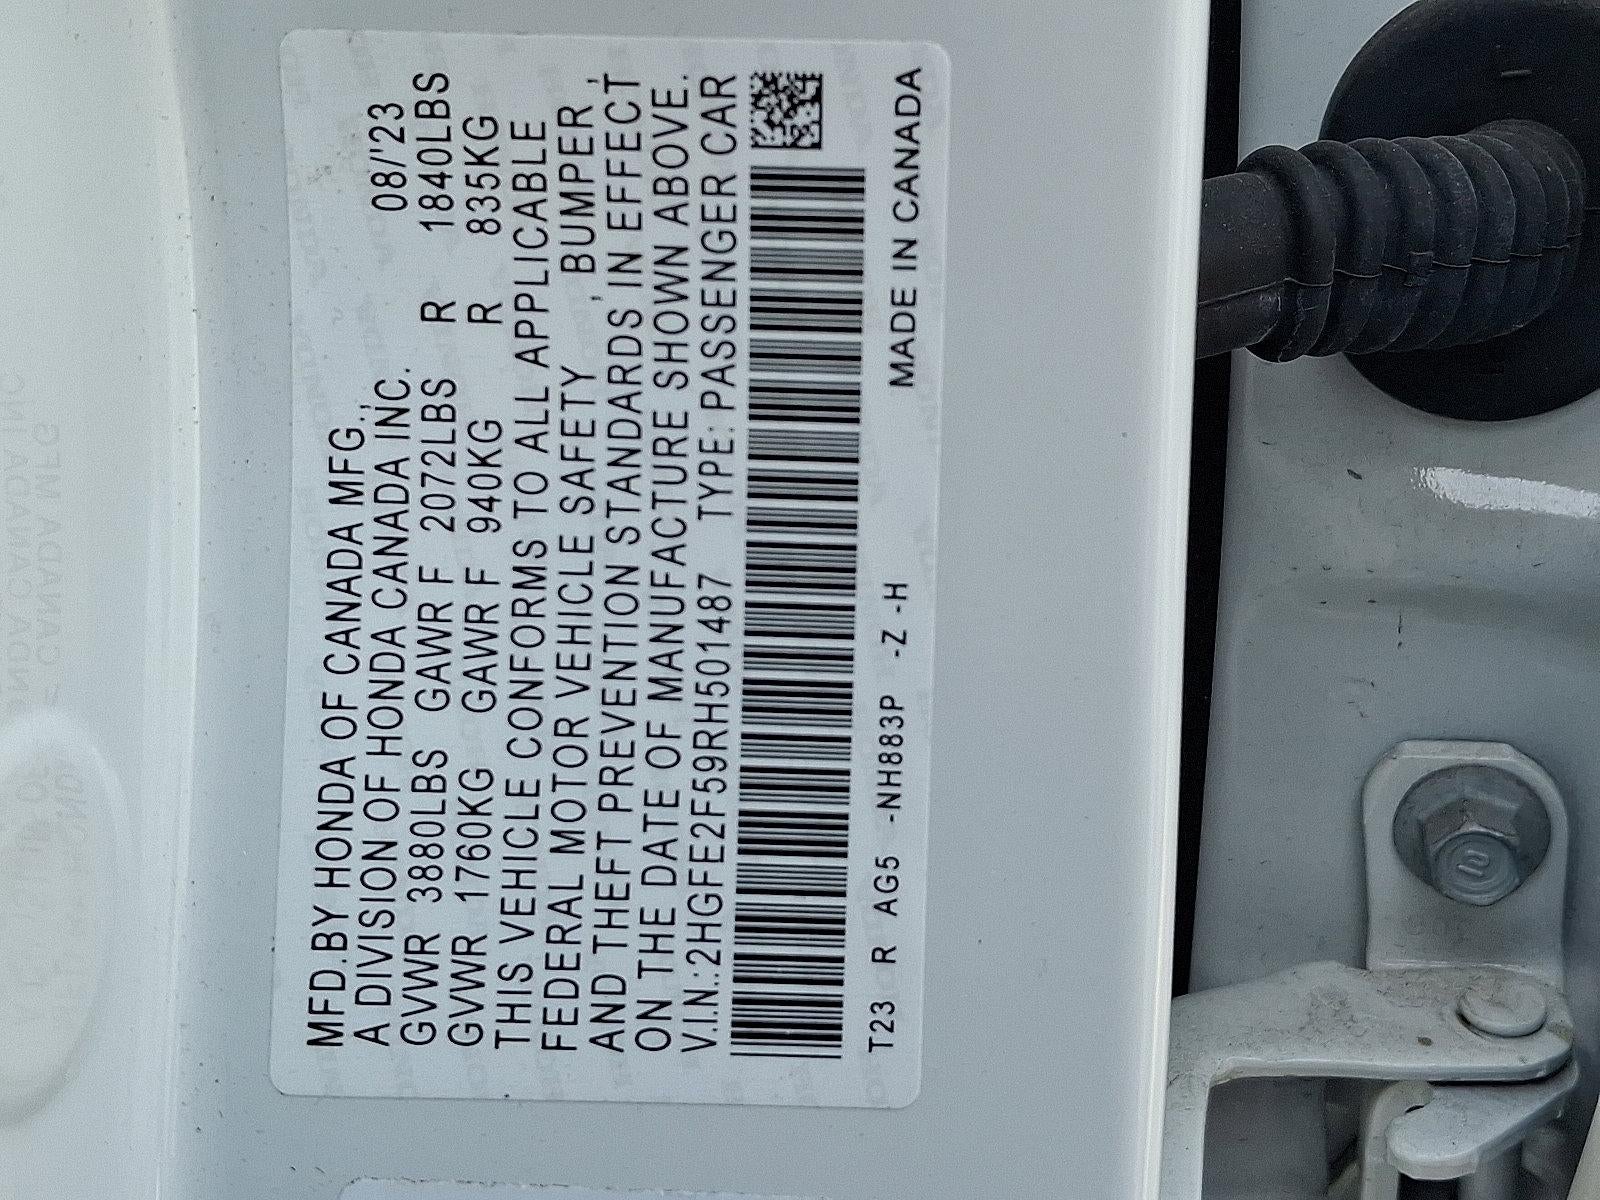 MFD.BY HONDA OF CANADA MFG.,
A DIVISION OF HONDA CANADA INC. 08/'23
GVWR 3880LBS GAWR F 2072LBS R 1840LBS
GVWR 1760KG GAWR F 940KG R 835KG
THIS VEHICLE CONFORMS TO ALL APPLICABLE
FEDERAL MOTOR VEHICLE SAFETY, BUMPER,
AND THEFT PREVENTION STANDARDS IN EFFECT
ON THE DATE OF MANUFACTURE SHOWN ABOVE.
V.I.N.:2HGFE2F59RH501487 TYPE: PASSENGER CAR
T23 R AG5 -NH883P -Z -H MADE IN CANADA